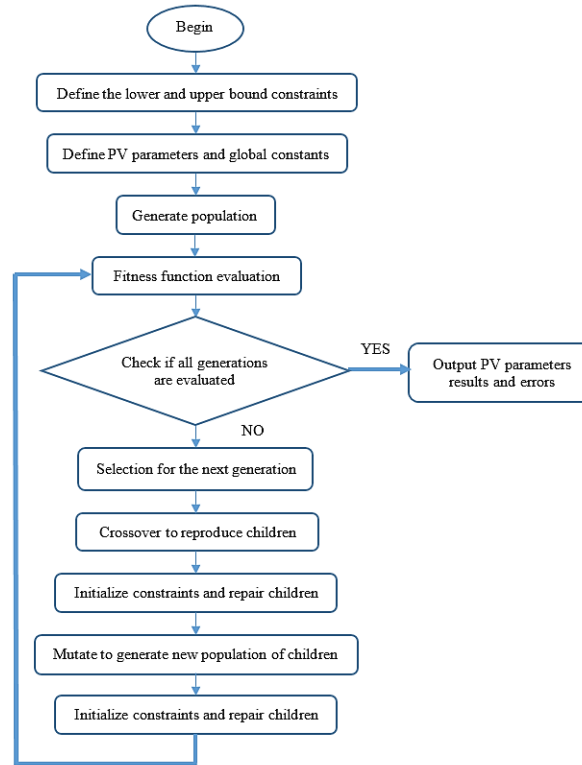 Begin
Define the lower and upper bound constraints
Define PV parameters and global constants
Generate population
Fitness function evaluation
Check if all generations
are evaluated
YES
Output PV parameters
results and errors
NO
Selection for the next generation
Crossover to reproduce children
Initialize constraints and repair children
Mutate to generate new population of children
Initialize constraints and repair children